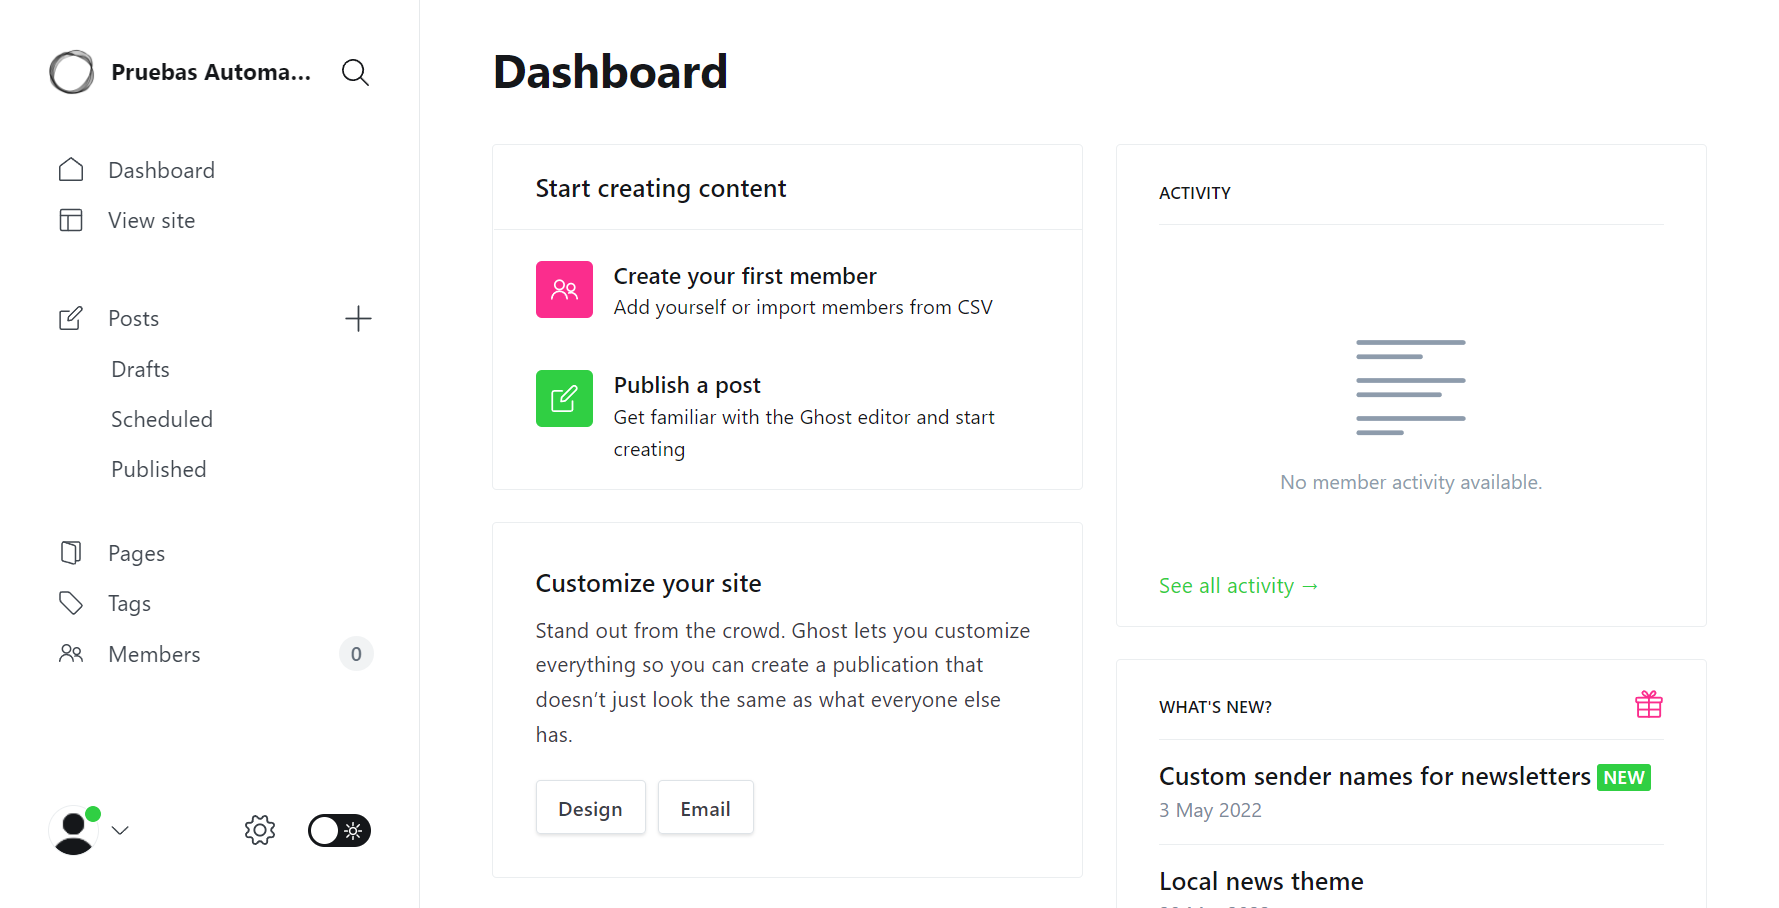 Pruebas Automa...
Dashboard
View site
Posts
Drafts
Scheduled
Published
Pages
Tags
Members
0
Dashboard
Start creating content
Create your first member
Add yourself or import members from CSV
Publish a post
Get familiar with the Ghost editor and start
creating
Customize your site
Stand out from the crowd. Ghost lets you customize
everything so you can create a publication that
doesn’t just look the same as what everyone else
has.
Design
Email
ACTIVITY
No member activity available.
See all activity →
WHAT'S NEW?
Custom sender names for newsletters NEW
3 May 2022
Local news theme